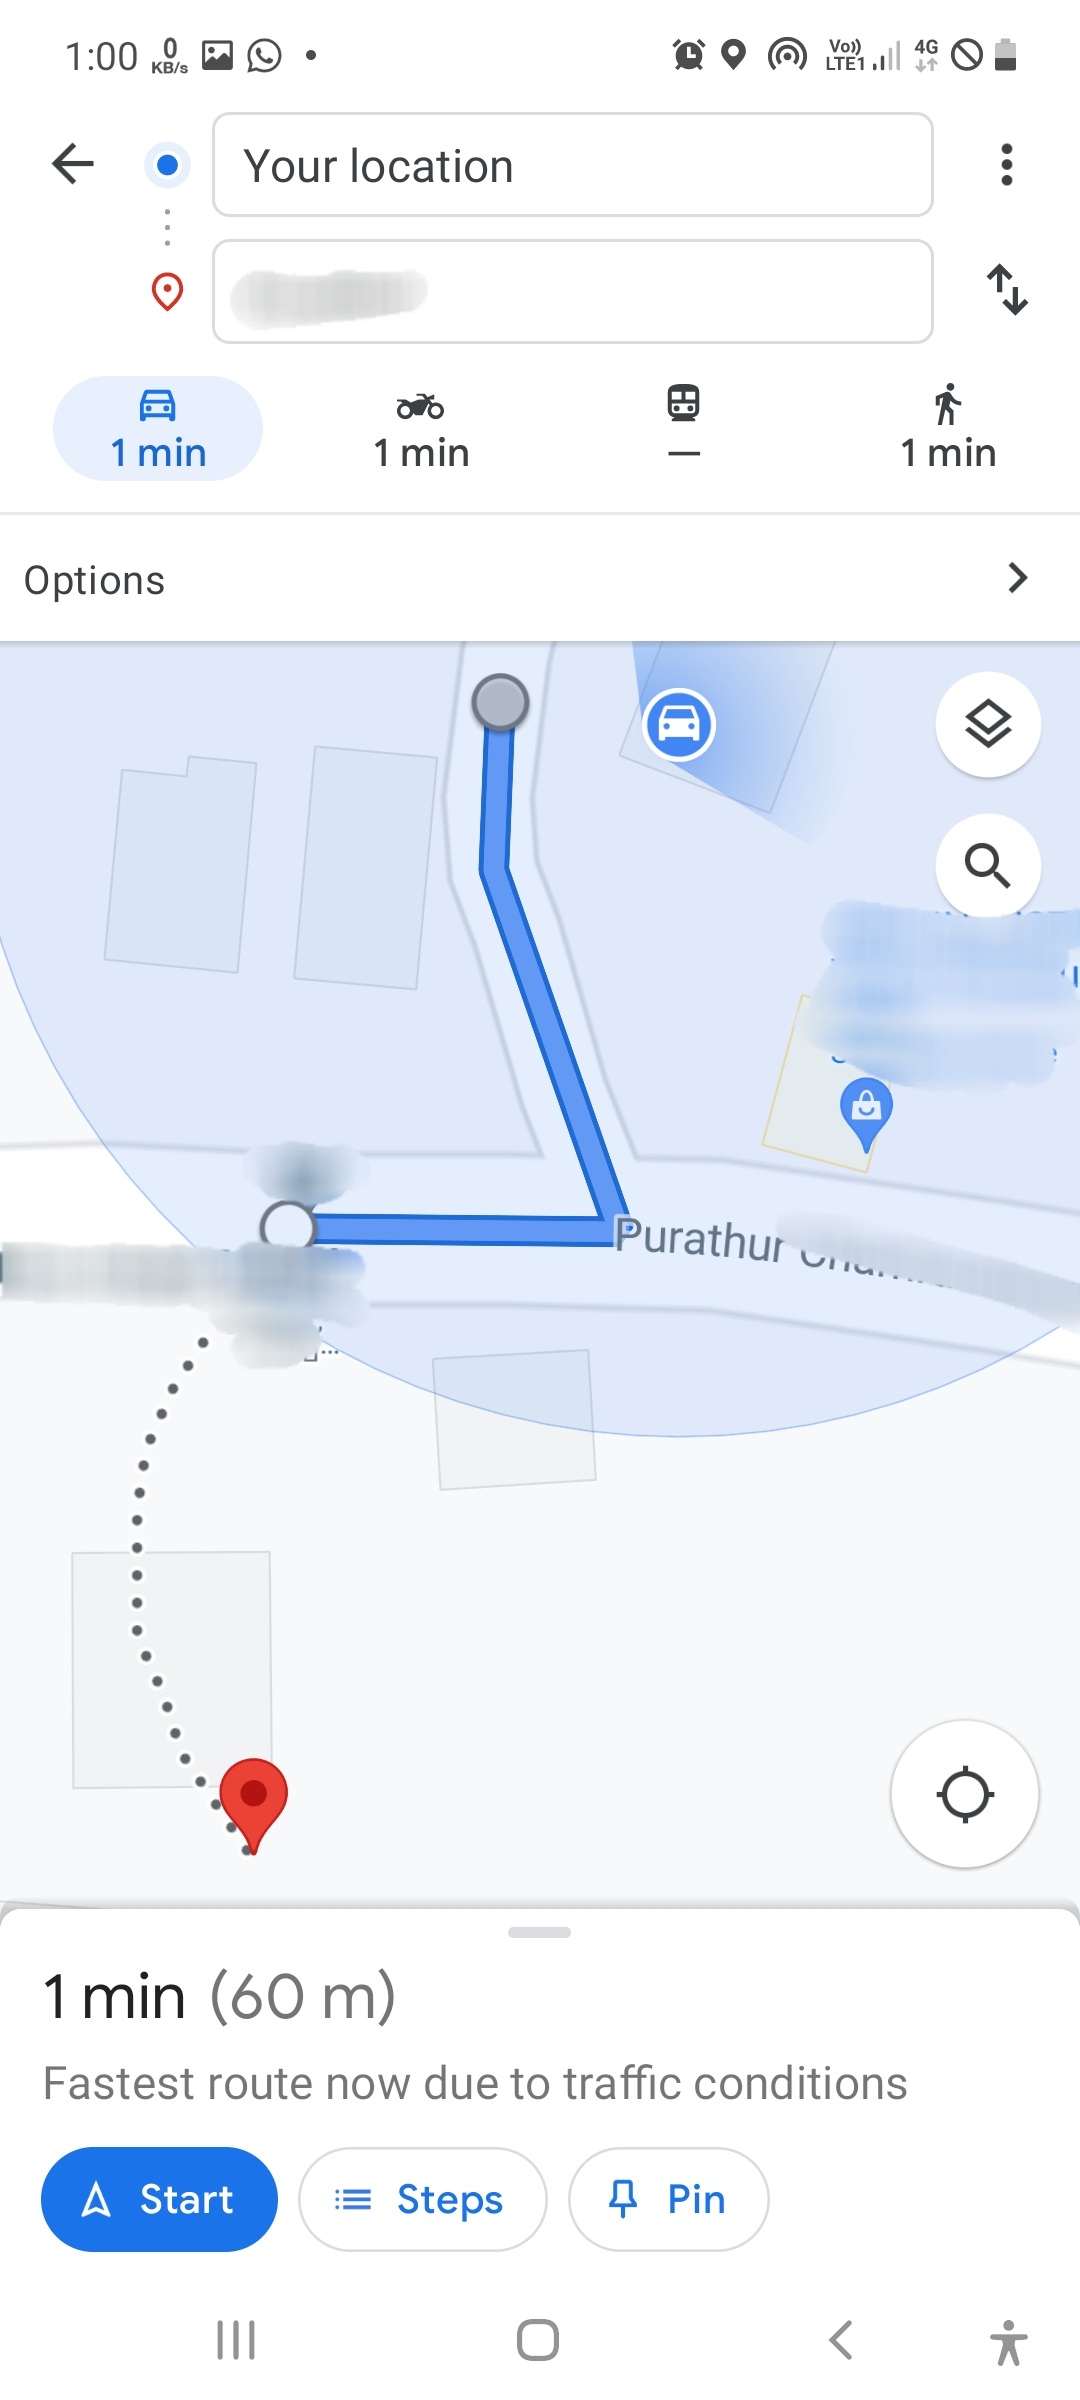 1:00 0 KB/s Vo)) LTE1 4G
Your location
1 min 1 min — 1 min
Options
Purathur
1 min (60 m)
Fastest route now due to traffic conditions
Start Steps Pin